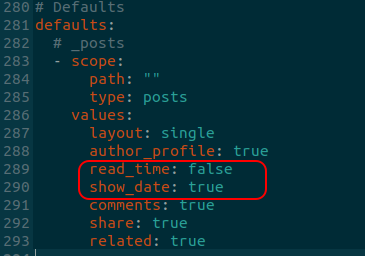 280 # Defaults
281 defaults:
282   # _posts
283   - scope:
284       path: ""
285       type: posts
286     values:
287       layout: single
288       author_profile: true
289       read_time: false
290       show_date: true
291       comments: true
292       share: true
293       related: true